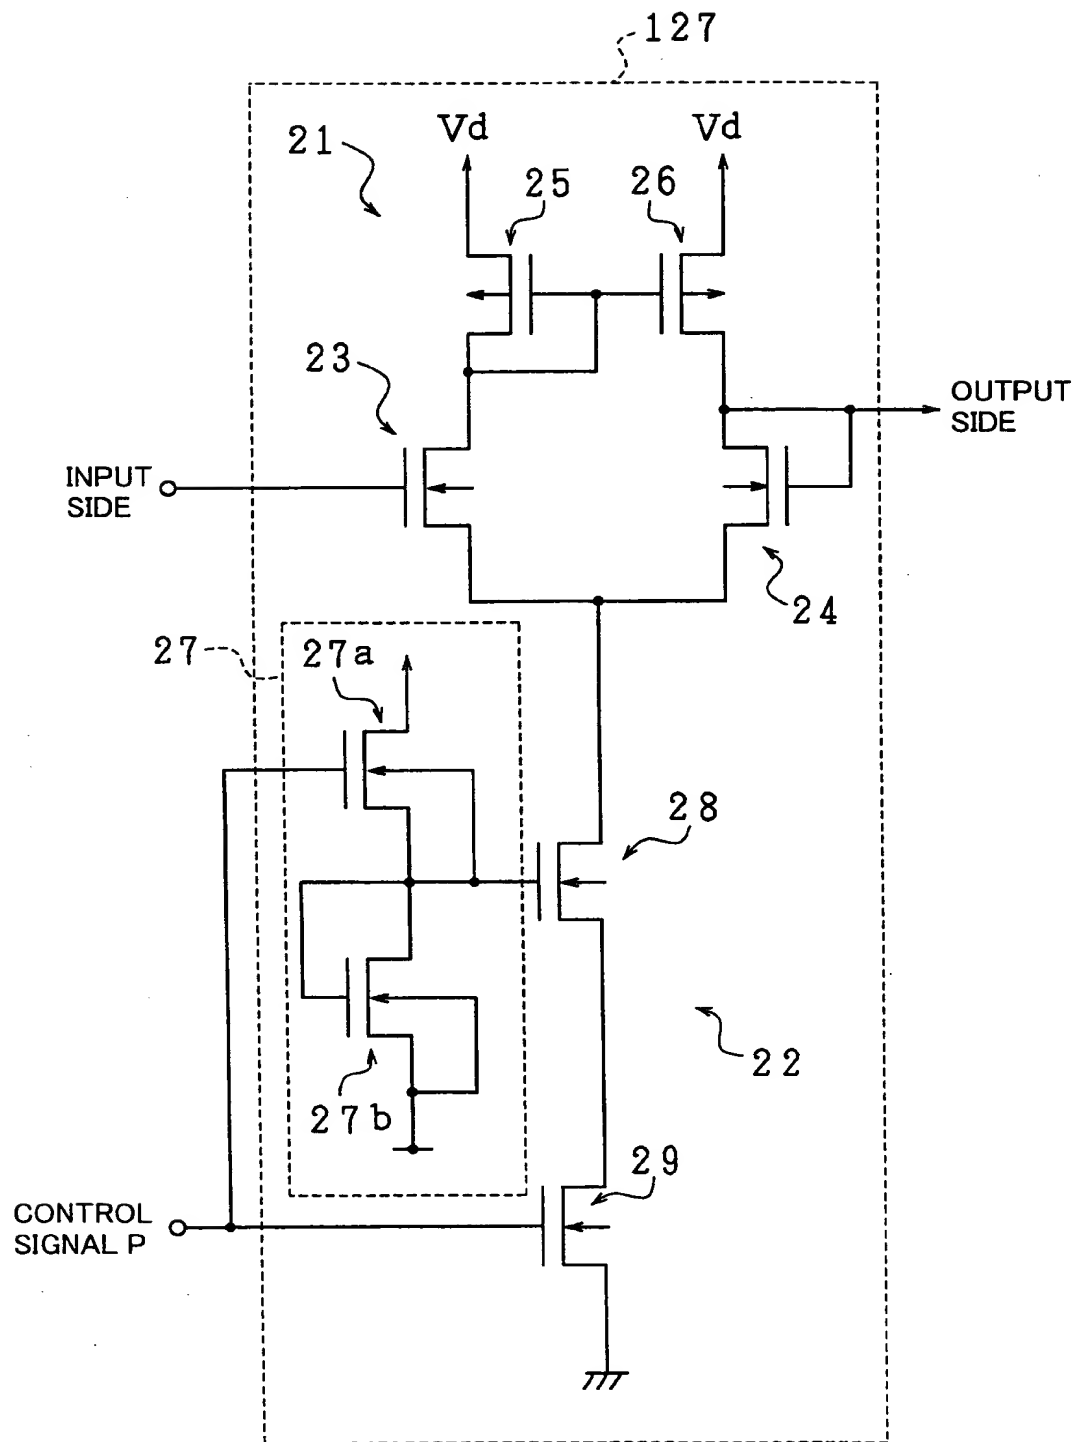 127
21
Vd
Vd
25
26
23
OUTPUT
SIDE
INPUT
SIDE
24
27
27a
28
22
27b
29
CONTROL
SIGNAL P